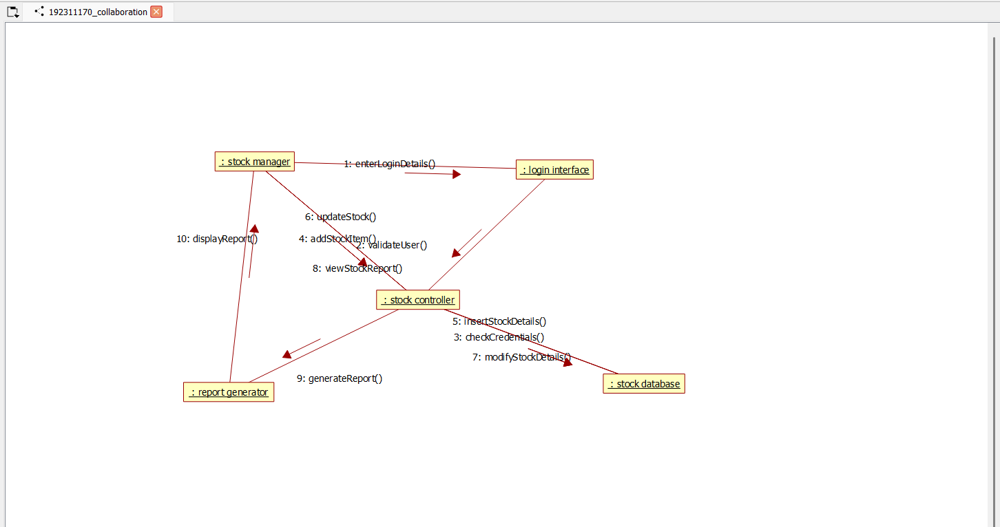 192311170_collaboration
: stock manager
1: enterLoginDetails()
: login interface
6: updateStock()
10: displayReport()
4: addStockItem()
2: validateUser()
8: viewStockReport()
: stock controller
5: insertStockDetails()
3: checkCredentials()
7: modifyStockDetails()
9: generateReport()
: stock database
: report generator